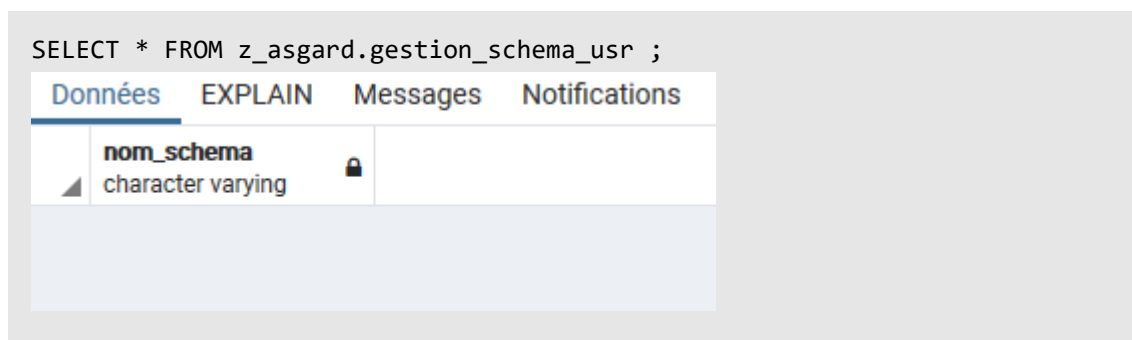 SELECT * FROM z_asgard.gestion_schema_usr ;
Données EXPLAIN Messages Notifications
nom_schema
character varying